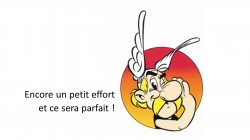 Encore un petit effort
et ce sera parfait !